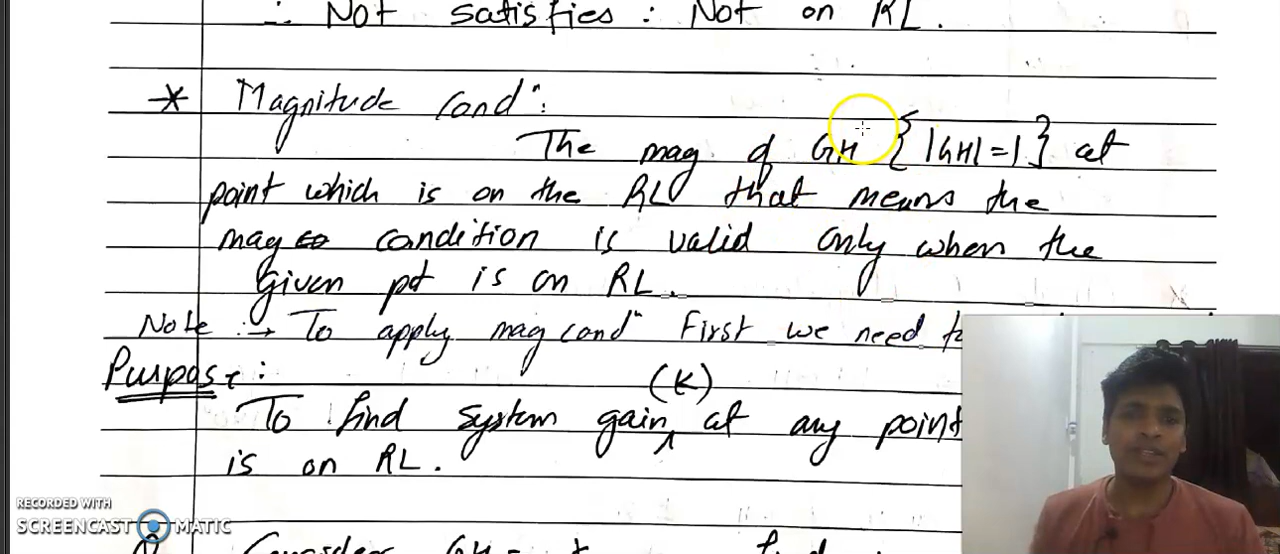 ∴ Not satisfies : Not on RL.
* Magnitude Condⁿ:
The mag of GH { |GH| = 1 } at
point which is on the RL that means the
mag condition is valid only when the
given pt is on RL.
Note :→ To apply mag condⁿ First we need
Purpose :
(K)
To find system gain ^ at any point
is on RL.
RECORDED WITH
SCREENCAST MATIC
Consider GH =